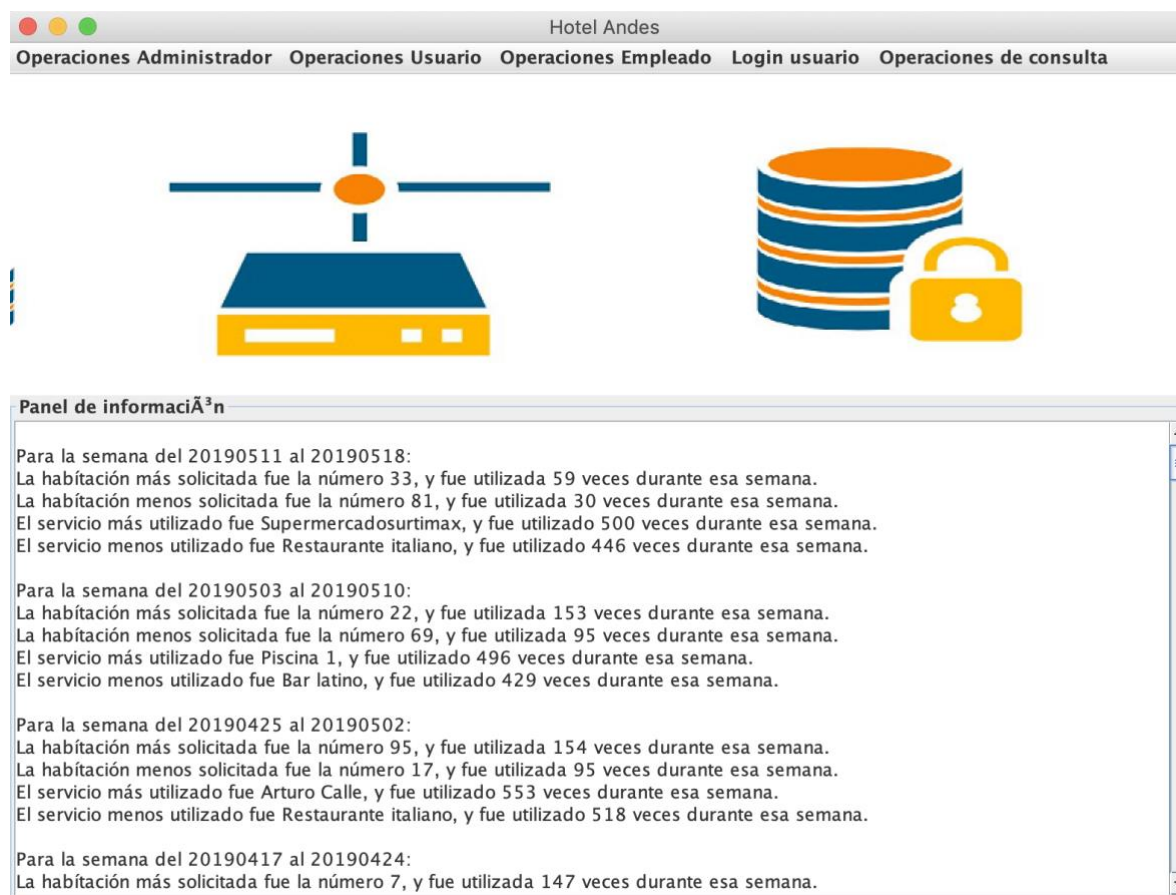 Hotel Andes
Operaciones Administrador Operaciones Usuario Operaciones Empleado Login usuario Operaciones de consulta
Panel de informaciÃ³n
Para la semana del 20190511 al 20190518:
La habítación más solicitada fue la número 33, y fue utilizada 59 veces durante esa semana.
La habítación menos solicitada fue la número 81, y fue utilizada 30 veces durante esa semana.
El servicio más utilizado fue Supermercadosurtimax, y fue utilizado 500 veces durante esa semana.
El servicio menos utilizado fue Restaurante italiano, y fue utilizado 446 veces durante esa semana.
Para la semana del 20190503 al 20190510:
La habítación más solicitada fue la número 22, y fue utilizada 153 veces durante esa semana.
La habítación menos solicitada fue la número 69, y fue utilizada 95 veces durante esa semana.
El servicio más utilizado fue Piscina 1, y fue utilizado 496 veces durante esa semana.
El servicio menos utilizado fue Bar latino, y fue utilizado 429 veces durante esa semana.
Para la semana del 20190425 al 20190502:
La habítación más solicitada fue la número 95, y fue utilizada 154 veces durante esa semana.
La habítación menos solicitada fue la número 17, y fue utilizada 95 veces durante esa semana.
El servicio más utilizado fue Arturo Calle, y fue utilizado 553 veces durante esa semana.
El servicio menos utilizado fue Restaurante italiano, y fue utilizado 518 veces durante esa semana.
Para la semana del 20190417 al 20190424:
La habítación más solicitada fue la número 7, y fue utilizada 147 veces durante esa semana.